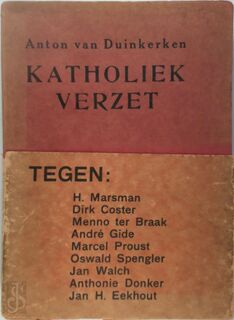 Anton van Duinkerken
KATHOLIEK
VERZET
TEGEN:
H. Marsman
Dirk Coster
Menno ter Braak
André Gide
Marcel Proust
Oswald Spengler
Jan Walch
Anthonie Donker
Jan H. Eekhout